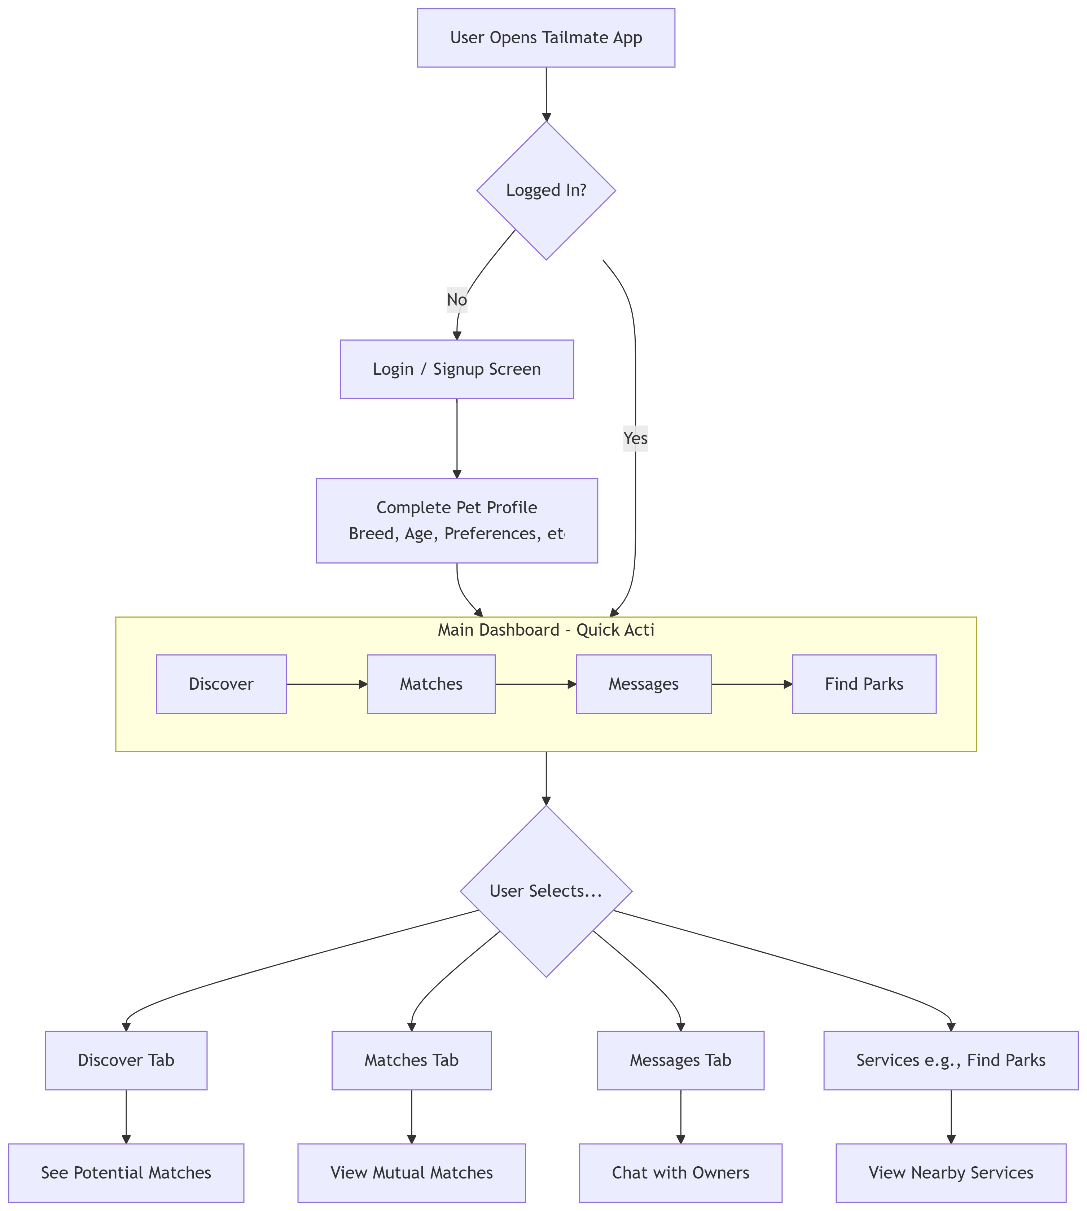 User Opens Tailmate App
Logged In?
No
Login / Signup Screen
Yes
Complete Pet Profile
Breed, Age, Preferences, etc
Main Dashboard - Quick Acti
Discover
Matches
Messages
Find Parks
User Selects...
Discover Tab
Matches Tab
Messages Tab
Services e.g., Find Parks
See Potential Matches
View Mutual Matches
Chat with Owners
View Nearby Services